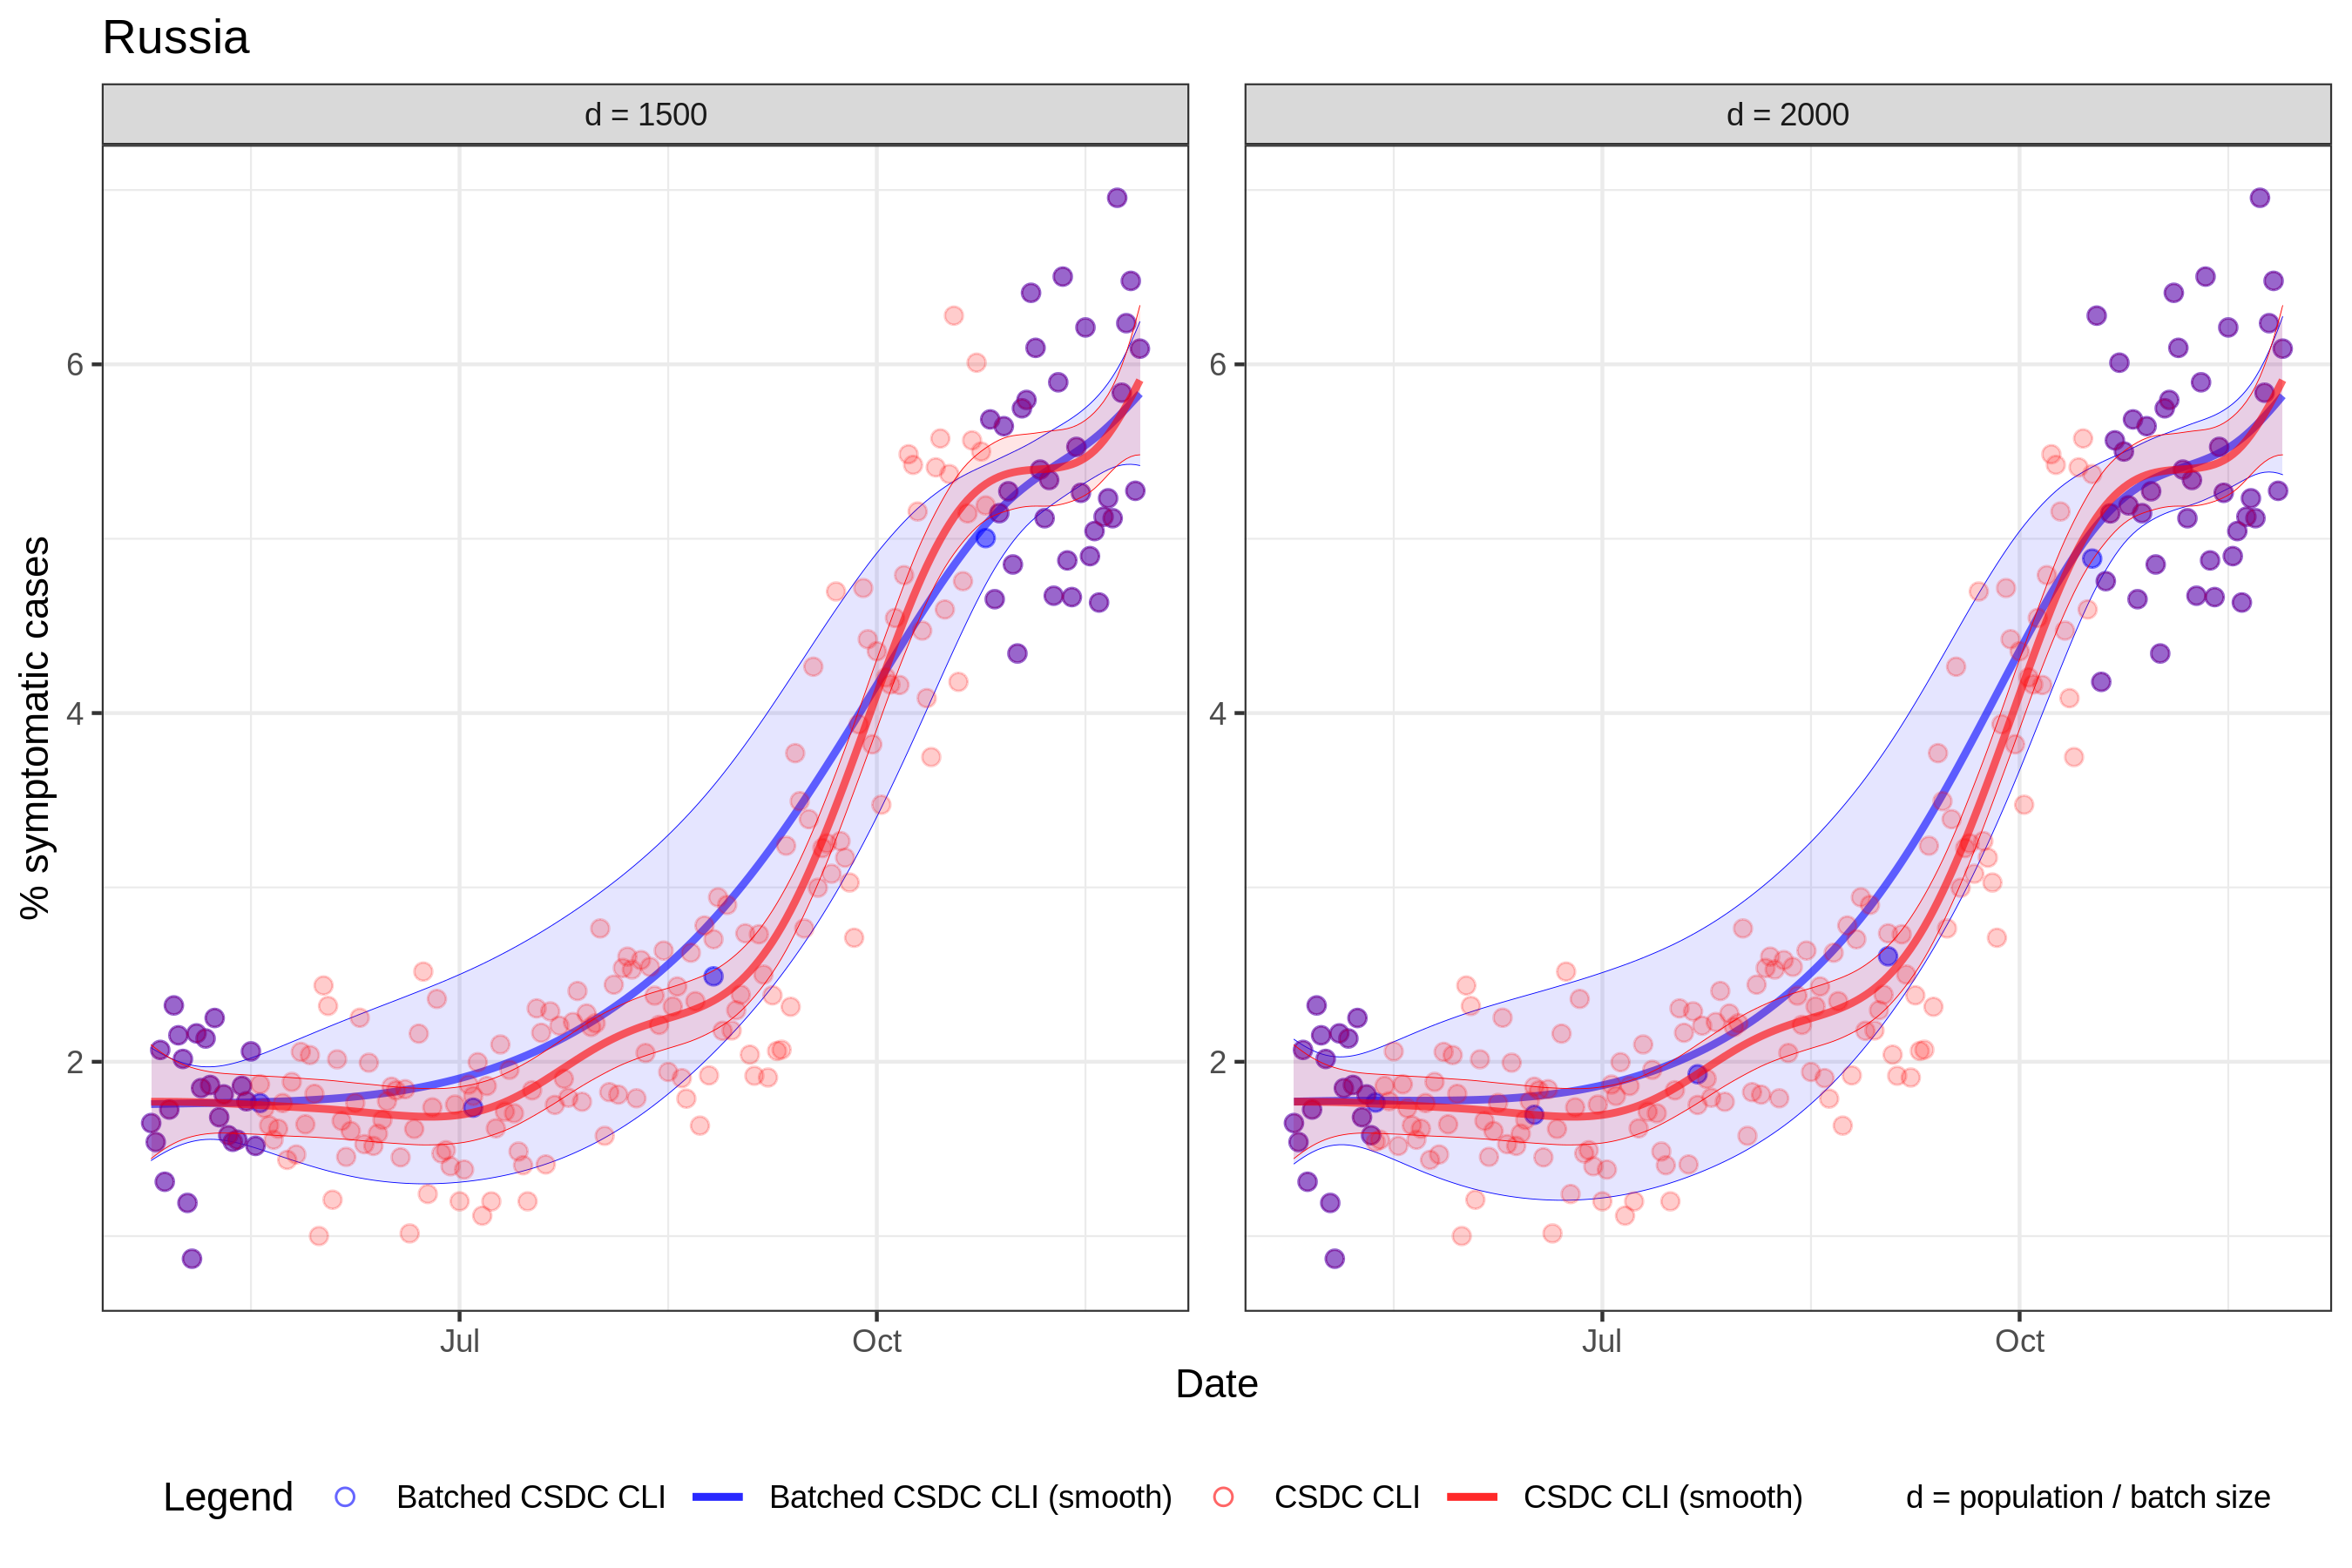 Russia
d = 1500
d = 2000
% symptomatic cases
6
4
2
6
4
2
Jul
Oct
Jul
Oct
Date
Legend
Batched CSDC CLI
Batched CSDC CLI (smooth)
CSDC CLI
CSDC CLI (smooth)
d = population / batch size